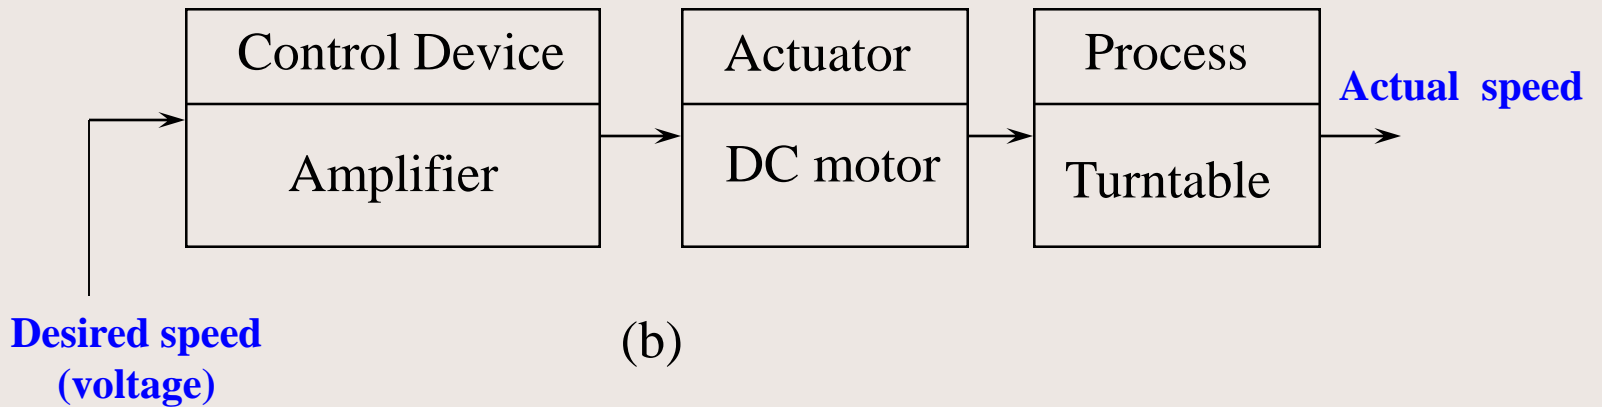 Control Device
Amplifier
Actuator
DC motor
Process
Turntable
Actual speed
Desired speed
(voltage)
(b)